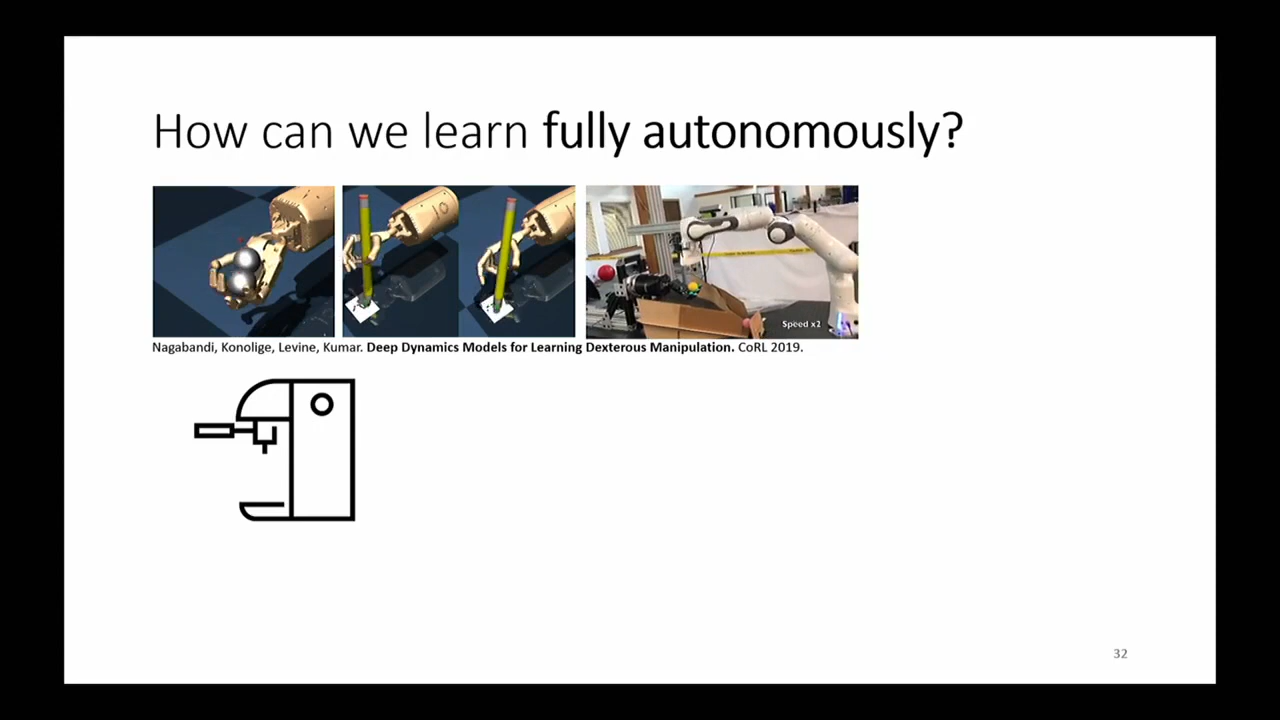 How can we learn fully autonomously?
Speed x2
Nagabandi, Konolige, Levine, Kumar. Deep Dynamics Models for Learning Dexterous Manipulation. CoRL 2019.
32